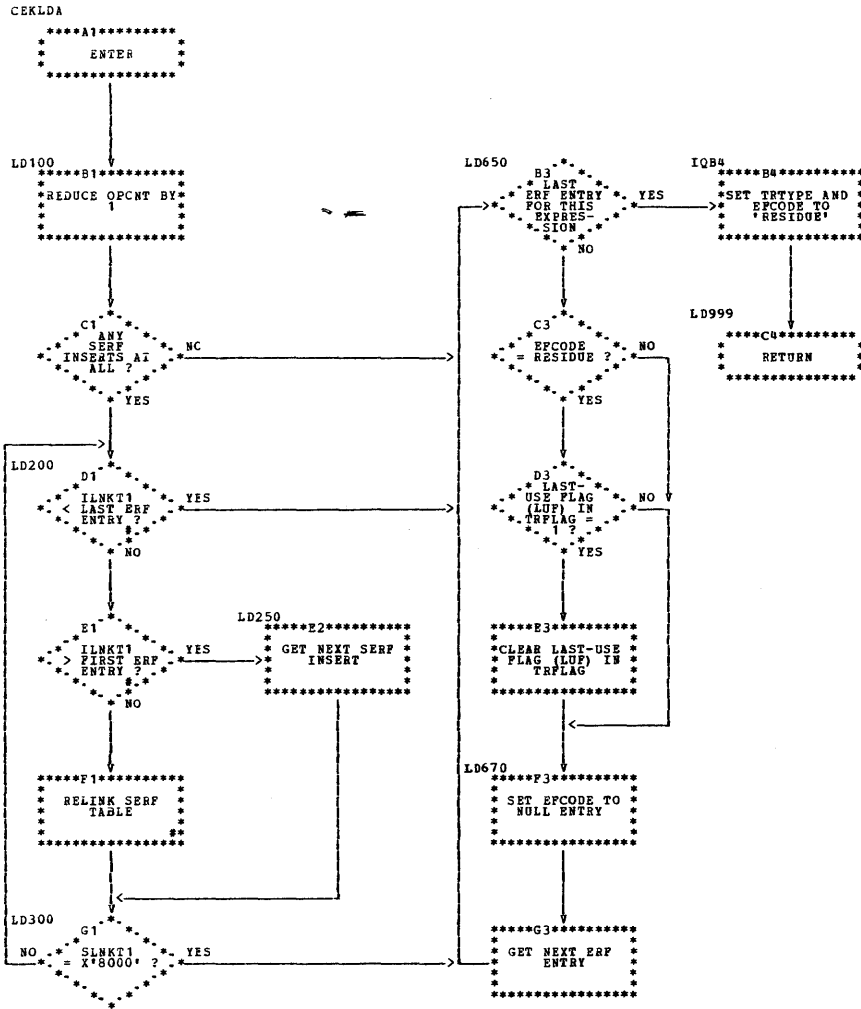 CEKLDA
A1
ENTER
LD100
B1
REDUCE OPCNT BY
1
C1
ANY
SERF
INSERTS AT
ALL ?
NO
YES
LD200
D1
ILNKT1
< LAST ERF
ENTRY ?
#
YES
NO
E1
ILNKT1
> FIRST ERF
ENTRY ?
#
YES
NO
LD250
E2
GET NEXT SERF
INSERT
F1
RELINK SERF
TABLE
#
LD300
G1
SLNKT1
= X'8000' ?
NO
YES
LD650
B3
LAST
ERF ENTRY
FOR THIS
EXPRES-
SION
YES
NO
IQB4
B4
SET TRTYPE AND
EFCODE TO
'RESIDUE'
LD999
C4
RETURN
C3
EFCODE
= RESIDUE ?
NO
YES
D3
LAST-
USE FLAG
(LUF) IN
TRFLAG =
1 ?
NO
YES
E3
CLEAR LAST-USE
FLAG (LUF) IN
TRFLAG
LD670
F3
SET EFCODE TO
NULL ENTRY
G3
GET NEXT ERF
ENTRY